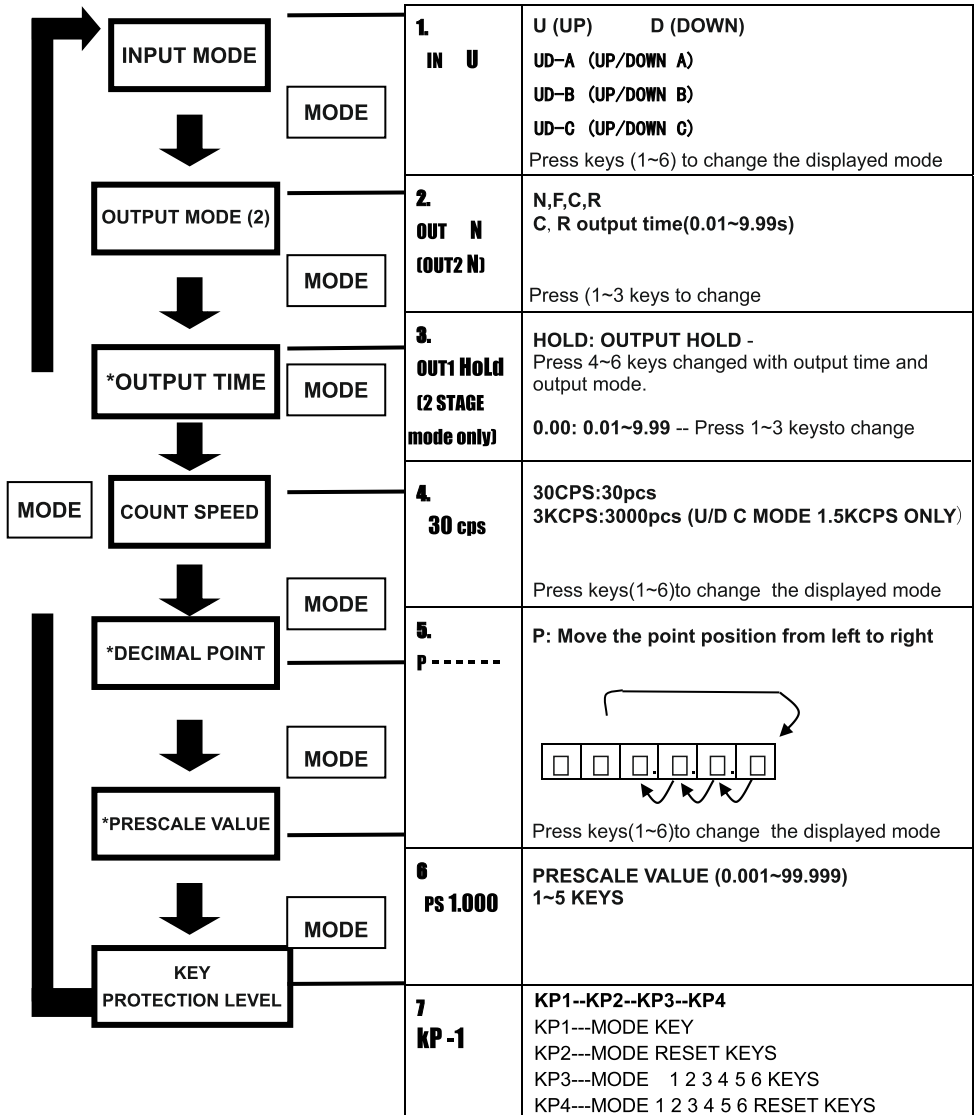 INPUT MODE
MODE
OUTPUT MODE (2)
MODE
*OUTPUT TIME
MODE
MODE
COUNT SPEED
MODE
*DECIMAL POINT
MODE
*PRESCALE VALUE
MODE
KEY
PROTECTION LEVEL
1.
IN U
U (UP) D (DOWN)
UD-A (UP/DOWN A)
UD-B (UP/DOWN B)
UD-C (UP/DOWN C)
Press keys (1~6) to change the displayed mode
2.
OUT N
(OUT2 N)
N,F,C,R
C, R output time(0.01~9.99s)
Press (1~3 keys to change
3.
OUT1 HoLd
(2 STAGE
mode only)
HOLD: OUTPUT HOLD -
Press 4~6 keys changed with output time and
output mode.
0.00: 0.01~9.99 -- Press 1~3 keysto change
4.
30 cps
30CPS:30pcs
3KCPS:3000pcs (U/D C MODE 1.5KCPS ONLY)
Press keys(1~6)to change the displayed mode
5.
P - - - - - -
P: Move the point position from left to right
Press keys(1~6)to change the displayed mode
6
PS 1.000
PRESCALE VALUE (0.001~99.999)
1~5 KEYS
7
kP -1
KP1--KP2--KP3--KP4
KP1---MODE KEY
KP2---MODE RESET KEYS
KP3---MODE 1 2 3 4 5 6 KEYS
KP4---MODE 1 2 3 4 5 6 RESET KEYS